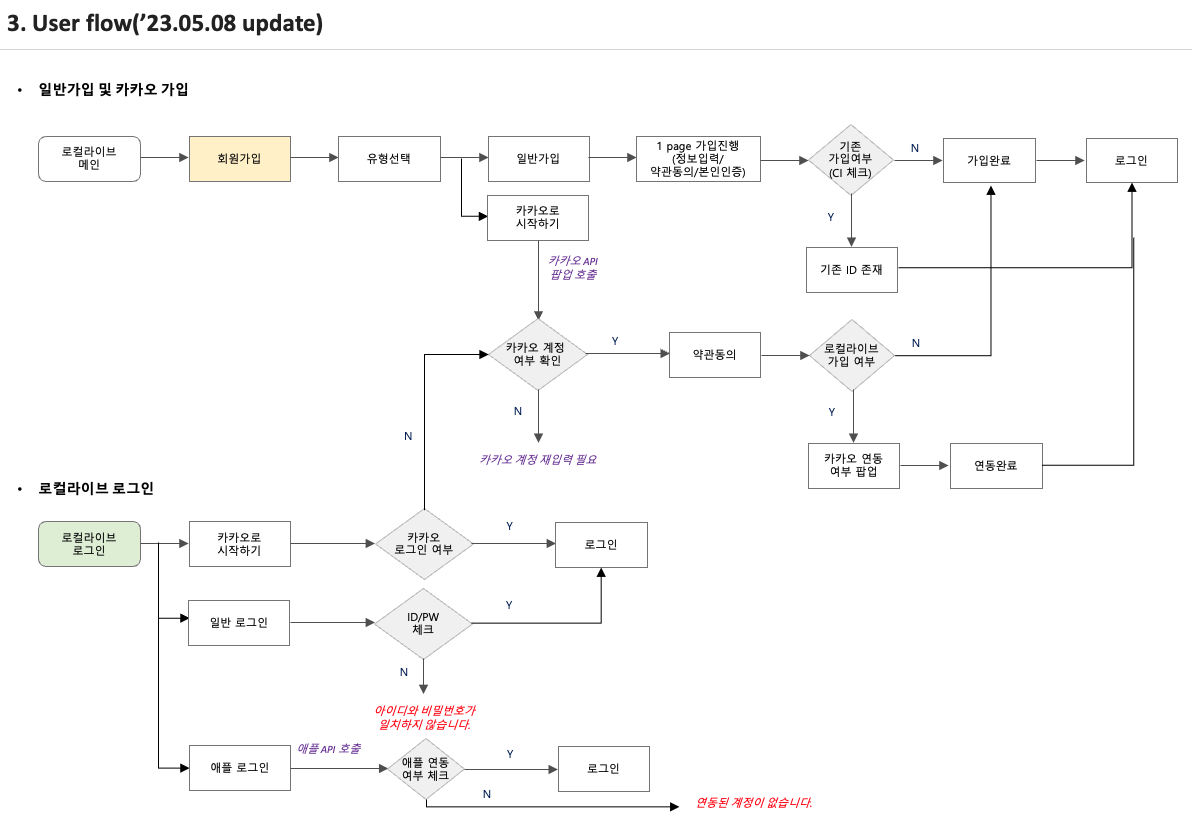 3. User flow(’23.05.08 update)
• 일반가입 및 카카오 가입
로컬라이브
메인
회원가입
유형선택
일반가입
1 page 가입진행
(정보입력/
약관동의/본인인증)
기존
가입여부
(CI 체크)
N
가입완료
로그인
카카오로
시작하기
Y
카카오 API
팝업 호출
기존 ID 존재
카카오 계정
여부 확인
Y
약관동의
로컬라이브
가입 여부
N
N
Y
N
카카오 계정 재입력 필요
카카오 연동
여부 팝업
연동완료
• 로컬라이브 로그인
로컬라이브
로그인
카카오로
시작하기
카카오
로그인 여부
Y
로그인
일반 로그인
ID/PW
체크
Y
N
아이디와 비밀번호가
일치하지 않습니다.
애플 로그인
애플 API 호출
애플 연동
여부 체크
Y
로그인
N
연동된 계정이 없습니다.